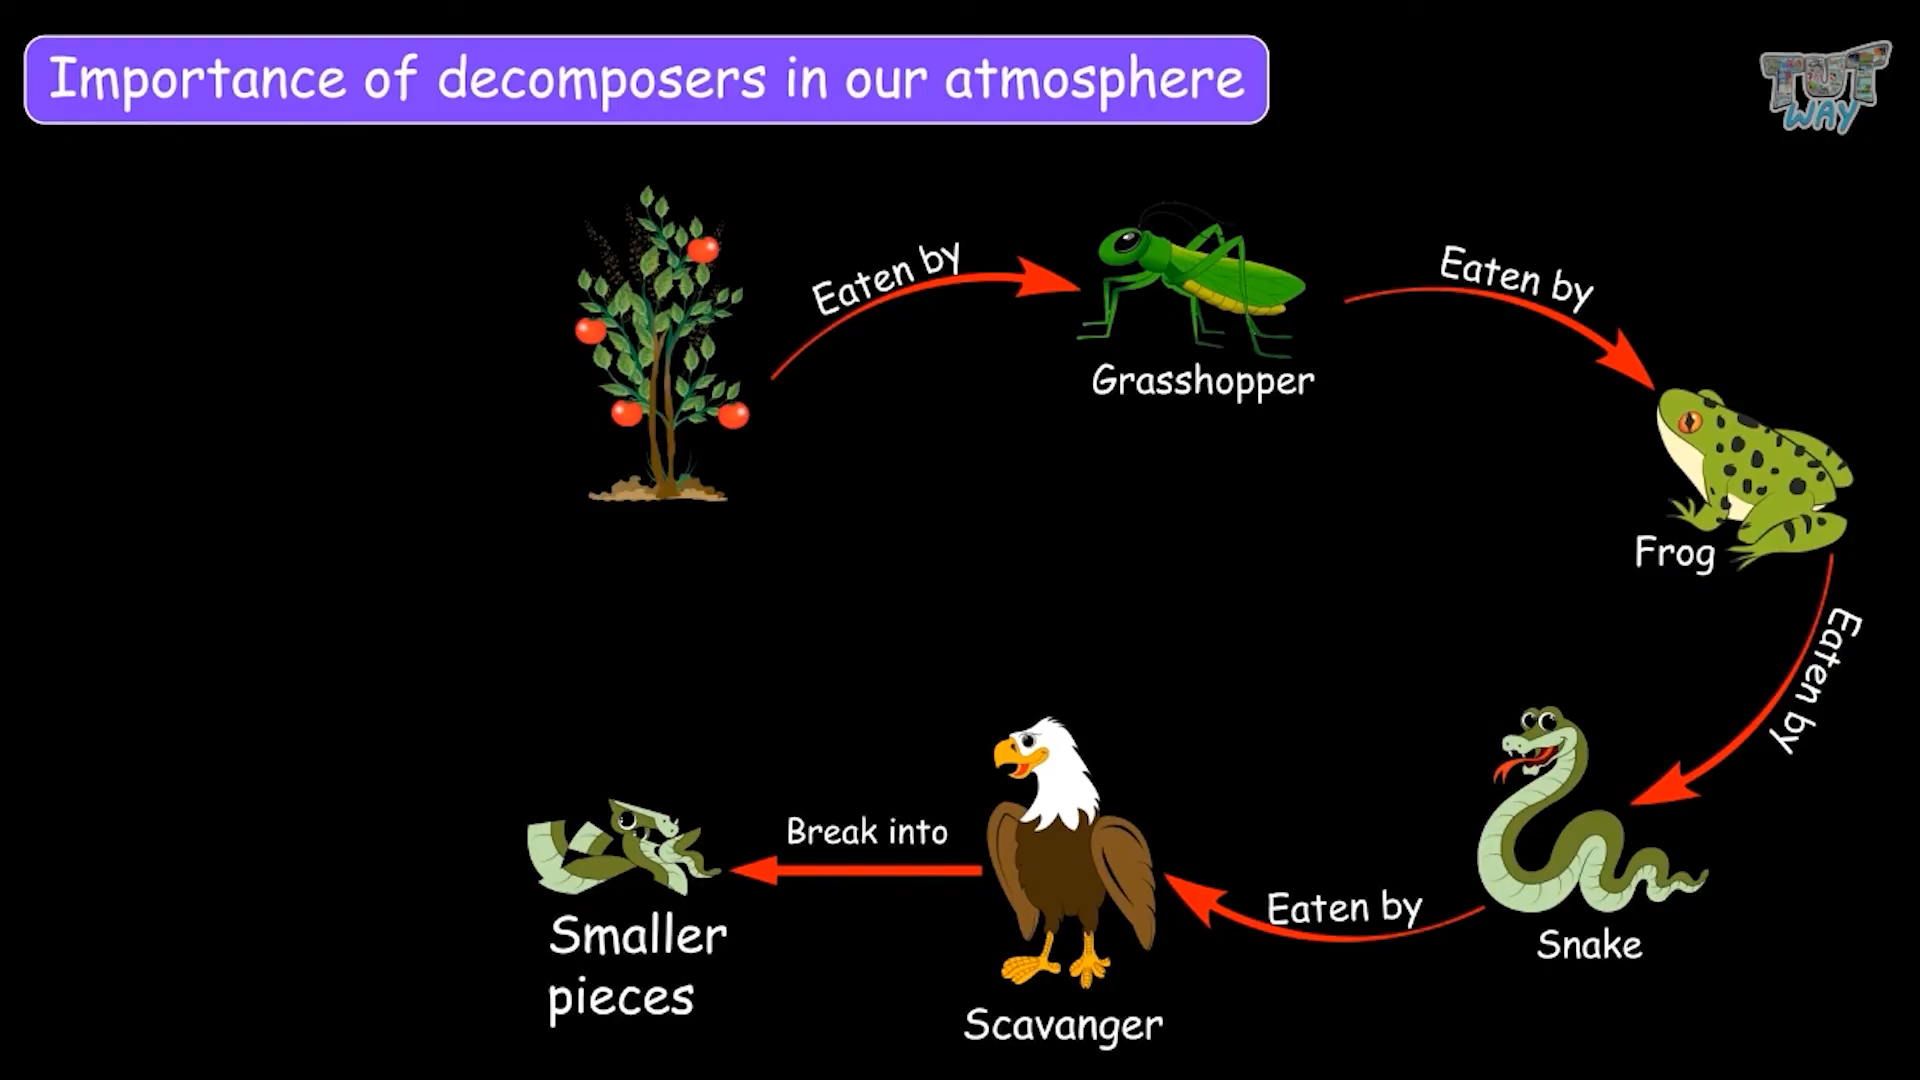 Importance of decomposers in our atmosphere
TUT
WAY
Eaten by
Grasshopper
Eaten by
Frog
Eaten by
Snake
Eaten by
Scavanger
Break into
Smaller
pieces